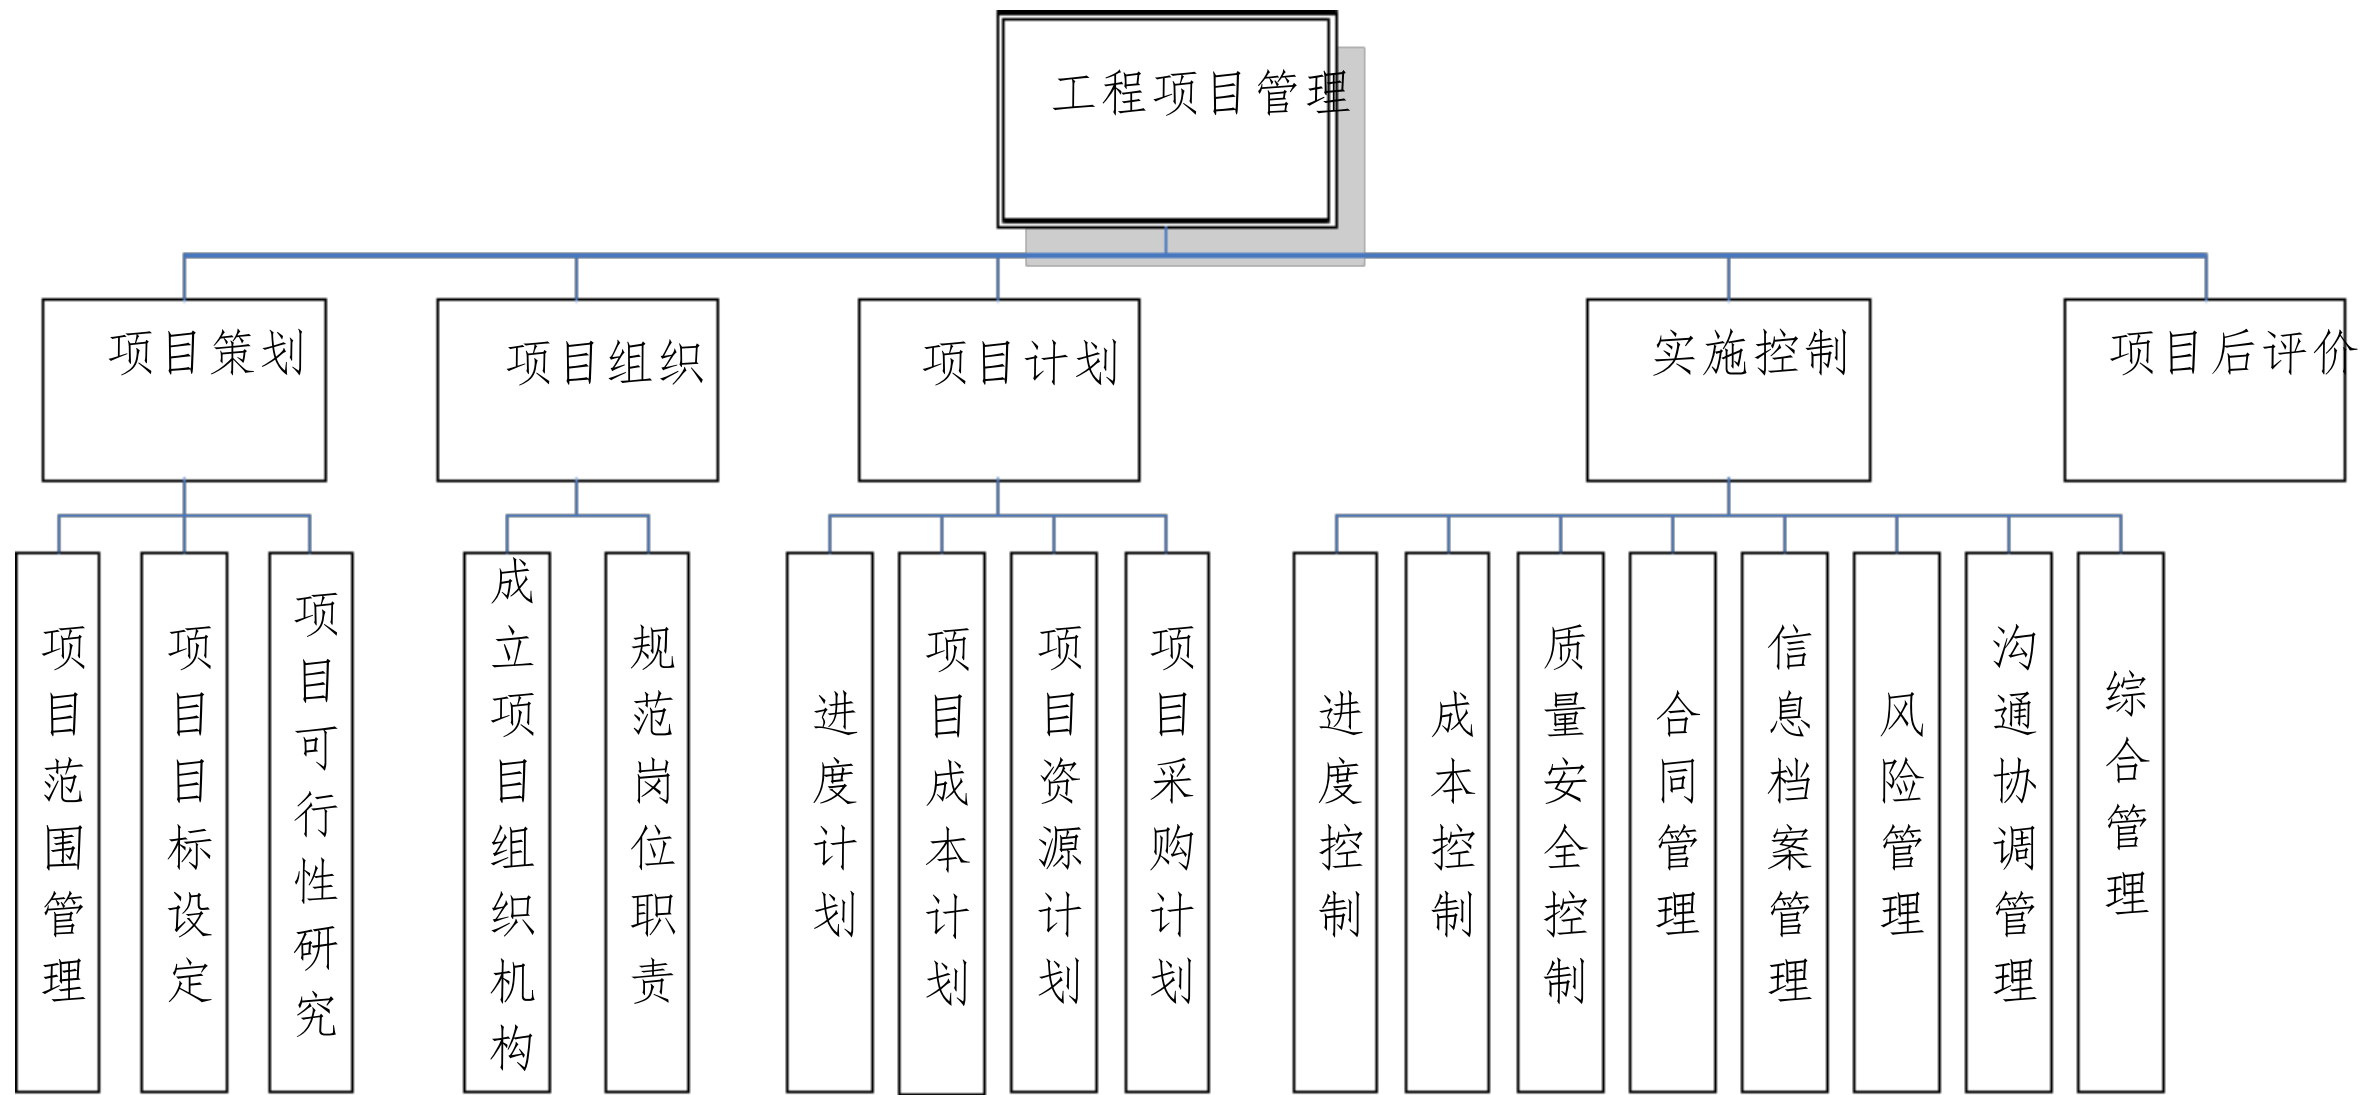 工程项目管理
项目策划
项目组织
项目计划
实施控制
项目后评价
项目范围管理
项目目标设定
项目可行性研究
成立项目组织机构
规范岗位职责
进度计划
项目成本计划
项目资源计划
项目采购计划
进度控制
成本控制
质量安全控制
合同管理
信息档案管理
风险管理
沟通协调管理
综合管理